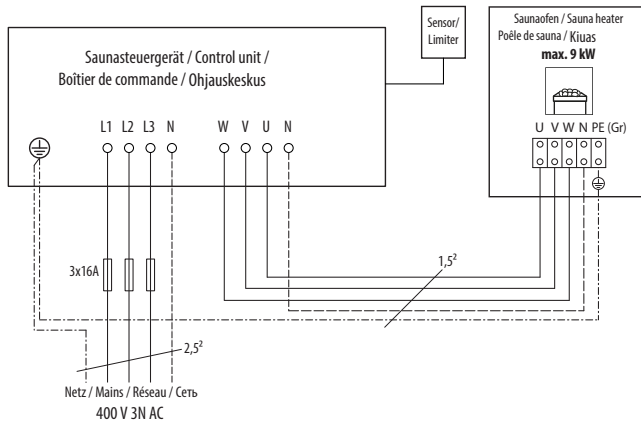 Saunasteuergerät / Control unit /
Boîtier de commande / Ohjauskeskus
Sensor/
Limiter
Saunaofen / Sauna heater
Poêle de sauna / Kiuas
max. 9 kW
L1 L2 L3 N W V U N
U V W N PE (Gr)
3x16A
1,5²
2,5²
Netz / Mains / Réseau / Сеть
400 V 3N AC